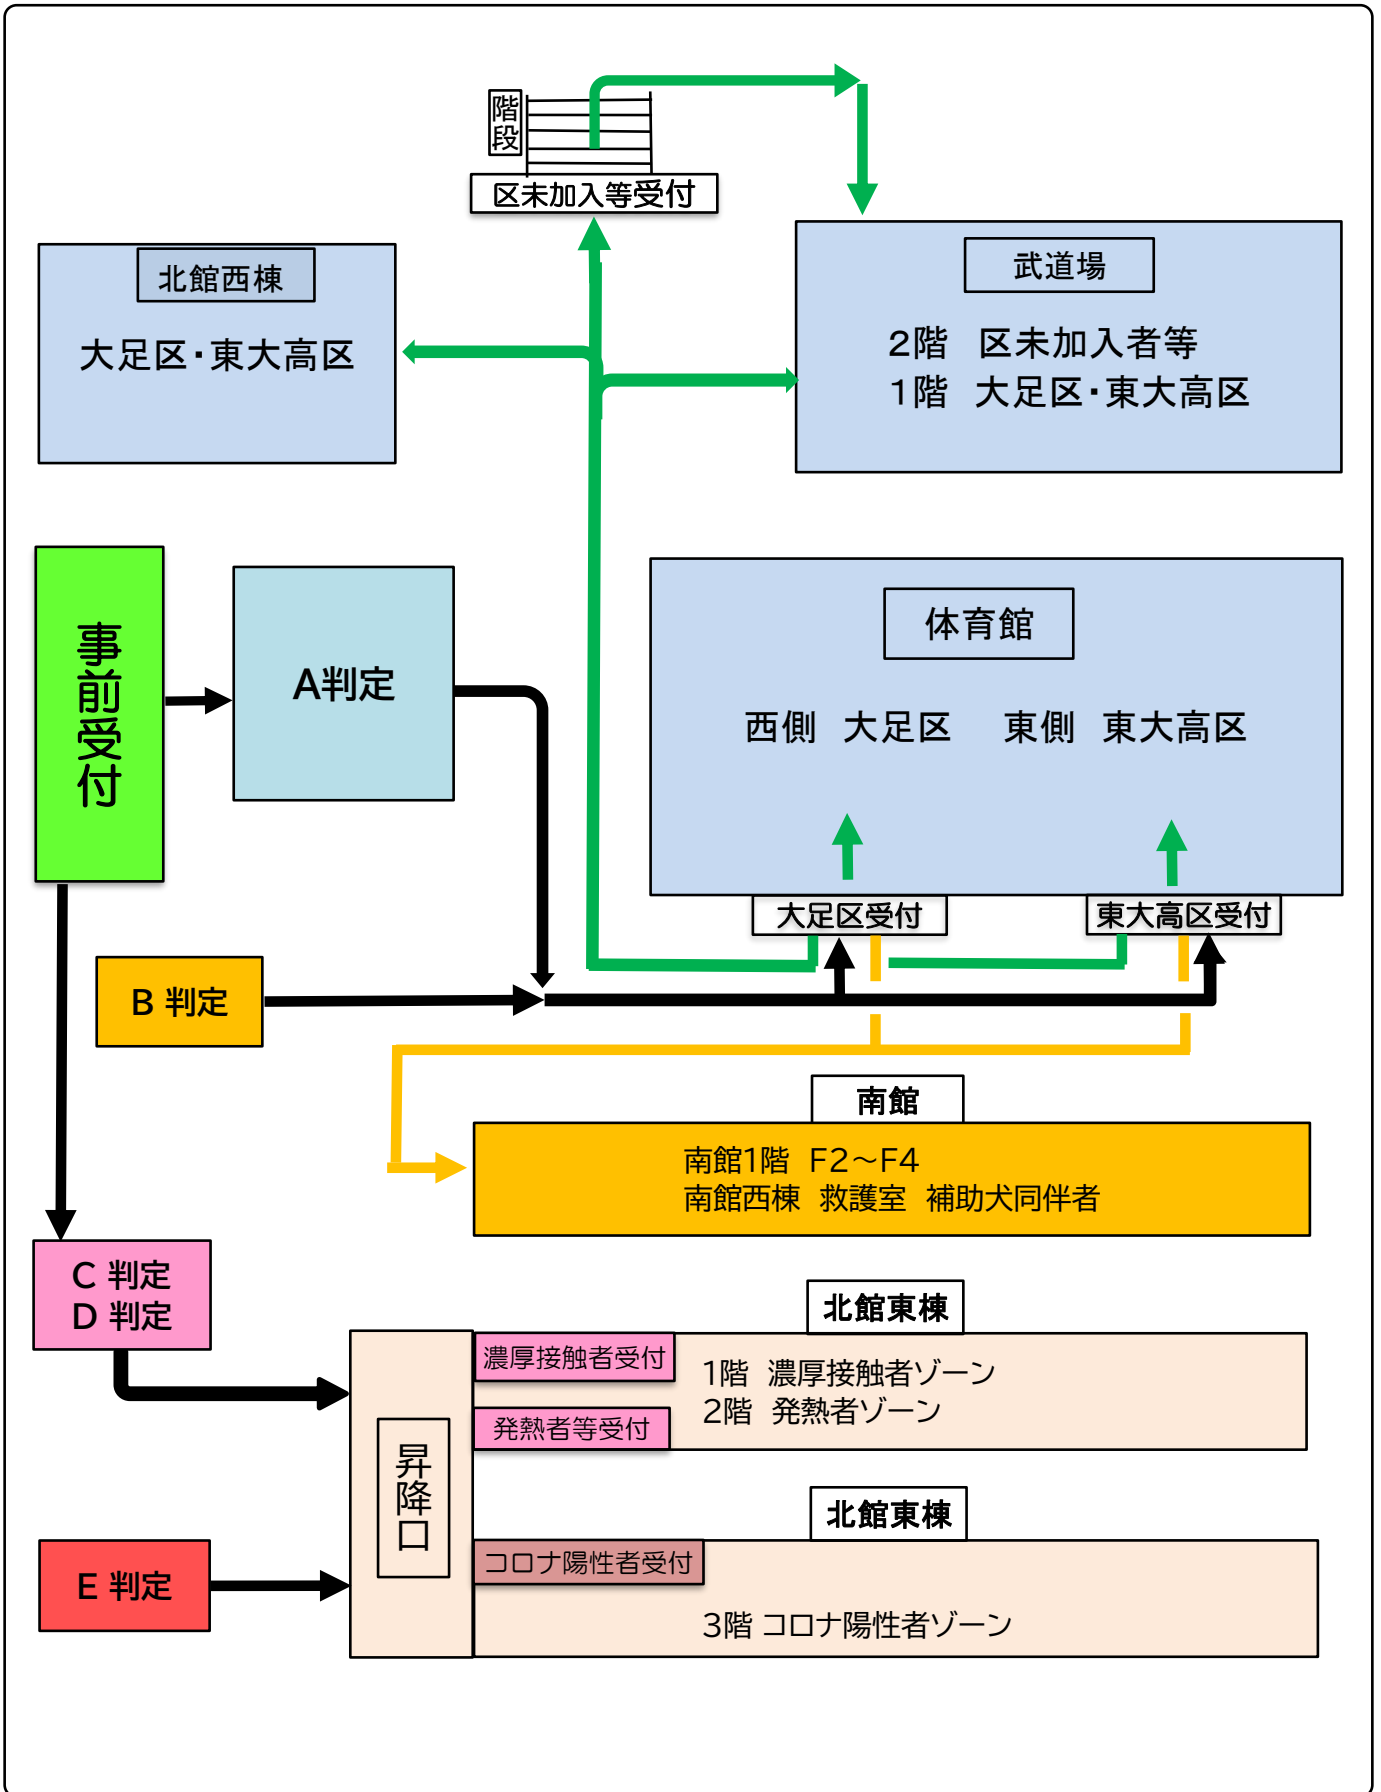 階段
区未加入等受付
北館西棟
大足区・東大高区
武道場
2階　区未加入者等
1階　大足区・東大高区
事前受付
A判定
体育館
西側　大足区　東側　東大高区
大足区受付
東大高区受付
B 判定
南館
南館1階　F2～F4
南館西棟　救護室　補助犬同伴者
C 判定
D 判定
北館東棟
濃厚接触者受付
1階　濃厚接触者ゾーン
2階　発熱者ゾーン
発熱者等受付
昇降口
北館東棟
コロナ陽性者受付
E 判定
3階 コロナ陽性者ゾーン